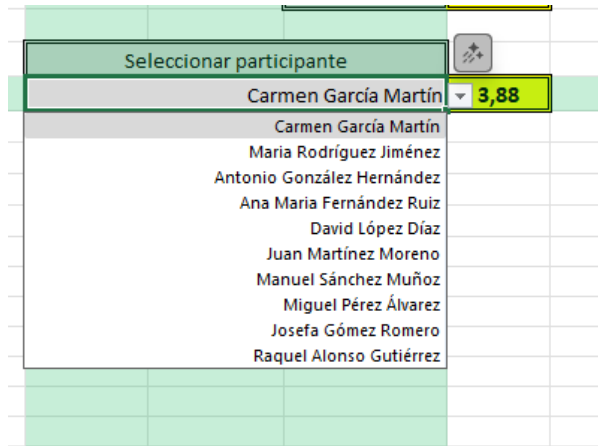 Seleccionar participante
Carmen García Martín 3,88
Carmen García Martín
Maria Rodríguez Jiménez
Antonio González Hernández
Ana Maria Fernández Ruiz
David López Díaz
Juan Martínez Moreno
Manuel Sánchez Muñoz
Miguel Pérez Álvarez
Josefa Gómez Romero
Raquel Alonso Gutiérrez